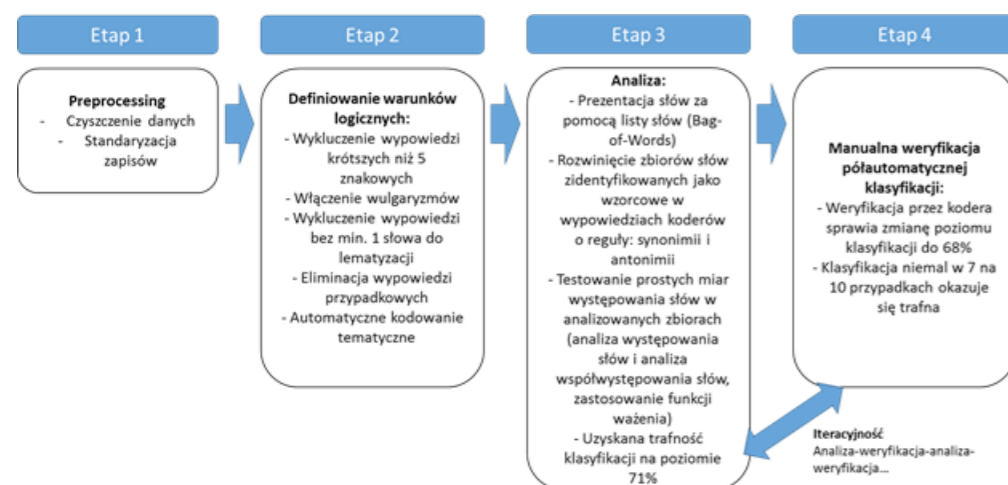 Etap 1
Preprocessing
- Czyszczenie danych
- Standaryzacja
zapisów
Etap 2
Definiowanie warunków
logicznych:
- Wykluczenie wypowiedzi
krótszych niż 5
znakowych
- Włączenie wulgaryzmów
- Wykluczenie wypowiedzi
bez min. 1 słowa do
lematyzacji
- Eliminacja wypowiedzi
przypadkowych
- Automatyczne kodowanie
tematyczne
Etap 3
Analiza:
- Prezentacja słów za
pomocą listy słów (Bag-
of-Words)
- Rozwinięcie zbiorów słów
zidentyfikowanych jako
wzorcowe w
wypowiedziach koderów
o reguły: synonimii i
antonimii
- Testowanie prostych miar
występowania słów w
analizowanych zbiorach
(analiza występowania
słów i analiza
współwystępowania słów,
zastosowanie funkcji
ważenia)
- Uzyskana trafność
klasyfikacji na poziomie
71%
Etap 4
Manualna weryfikacja
półautomatycznej
klasyfikacji:
- Weryfikacja przez kodera
sprawia zmianę poziomu
klasyfikacji do 68%
- Klasyfikacja niemal w 7 na
10 przypadkach okazuje
się trafna
Iteracyjność
Analiza-weryfikacja-analiza-
weryfikacja...